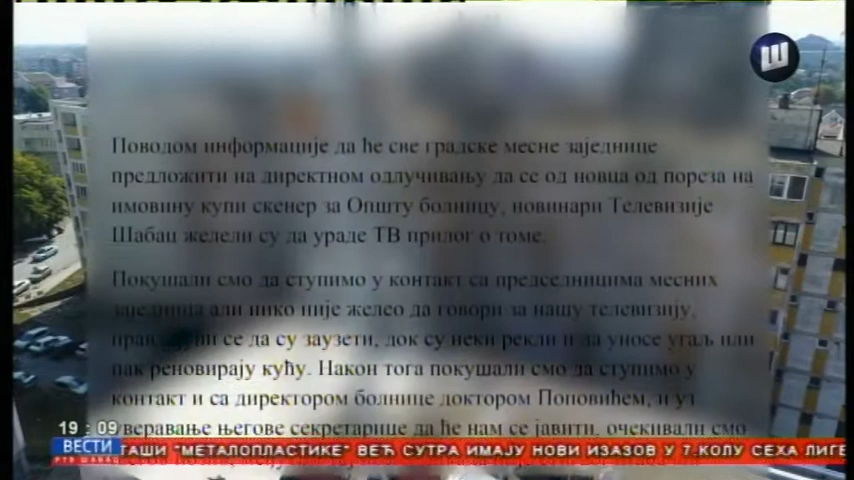 Ш
Поводом информације да ће све градске месне заједнице
предложити на директном одлучивању да се од новца од пореза на
имовину купи скенер за Општу болницу, новинари Телевизије
Шабац желели су да ураде ТВ прилог о томе.
Покушали смо да ступимо у контакт са председницима месних
заједница али нико није желео да говори за нашу телевизију,
се да су заузети, док су неки рекли и да уносе угаљ или
пак реновирају кућу. Након тога покушали смо да ступимо у
контакт и са директором болнице доктором Поповићем, и уз
уверавање његове секретарице да ће нам се јавити, очекивали смо
19:09
ВЕСТИ
РТВ ШАБАЦ
ТАШИ "МЕТАЛОПЛАСТИКЕ" ВЕЋ СУТРА ИМАЈУ НОВИ ИЗАЗОВ У 7.КОЛУ СЕХА ЛИГЕ